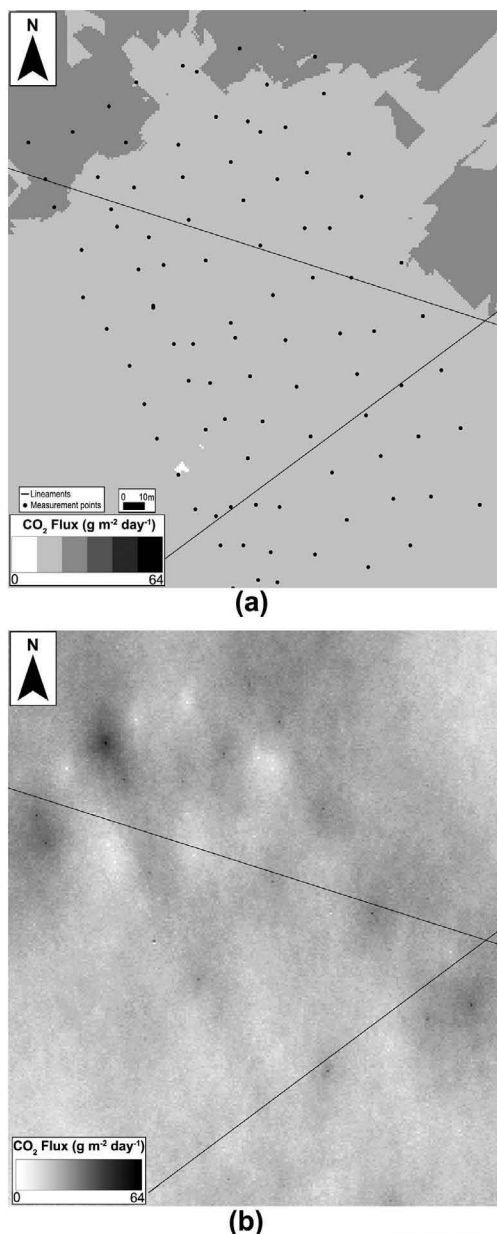 N
Lineaments
Measurement points
0 10m
CO₂ Flux (g m⁻² day⁻¹)
0 64
(a)
N
CO₂ Flux (g m⁻² day⁻¹)
0 64
(b)